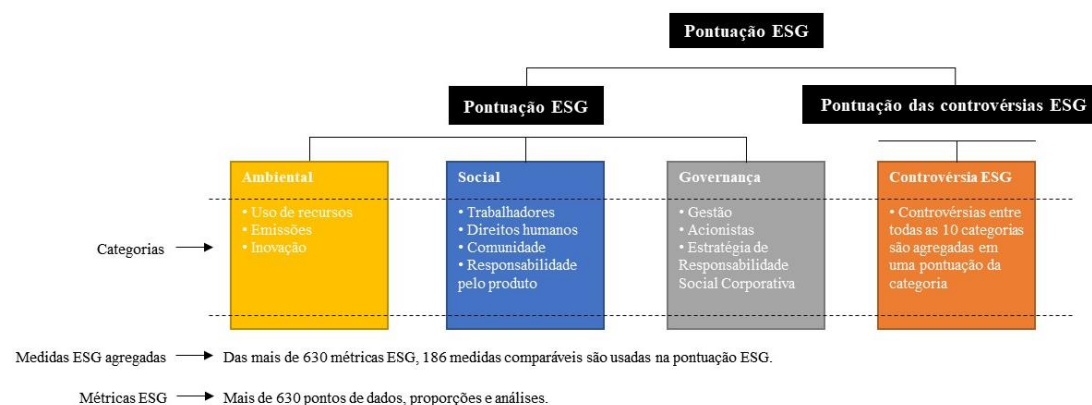 Pontuação ESG
Pontuação ESG
Pontuação das controvérsias ESG
Ambiental
• Uso de recursos
• Emissões
• Inovação
Social
• Trabalhadores
• Direitos humanos
• Comunidade
• Responsabilidade
pelo produto
Governança
• Gestão
• Acionistas
• Estratégia de
Responsabilidade
Social Corporativa
Controvérsia ESG
• Controvérsias entre
todas as 10 categorias
são agregadas em
uma pontuação da
categoria
Categorias
Medidas ESG agregadas
Das mais de 630 métricas ESG, 186 medidas comparáveis são usadas na pontuação ESG.
Métricas ESG
Mais de 630 pontos de dados, proporções e análises.